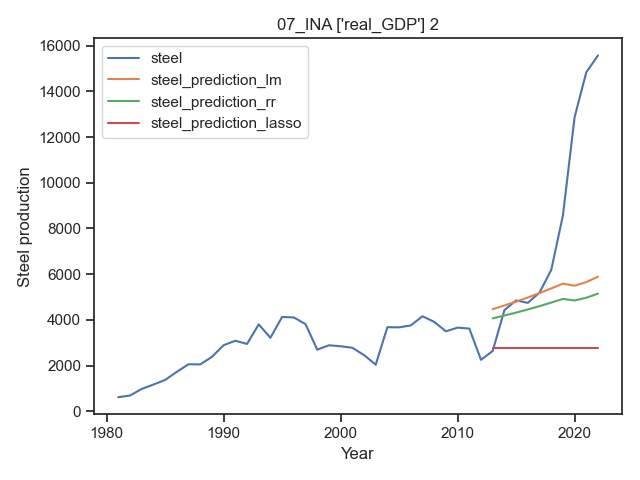 07_INA ['real_GDP'] 2
steel
steel_prediction_lm
steel_prediction_rr
steel_prediction_lasso
Steel production
16000
14000
12000
10000
8000
6000
4000
2000
0
1980
1990
2000
2010
2020
Year